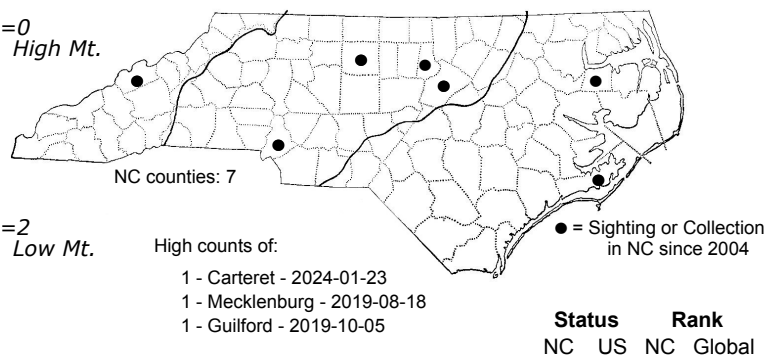 =0
High Mt.
NC counties: 7
=2
Low Mt.
● = Sighting or Collection
in NC since 2004
High counts of:
1 - Carteret - 2024-01-23
1 - Mecklenburg - 2019-08-18
1 - Guilford - 2019-10-05
Status Rank
NC US NC Global